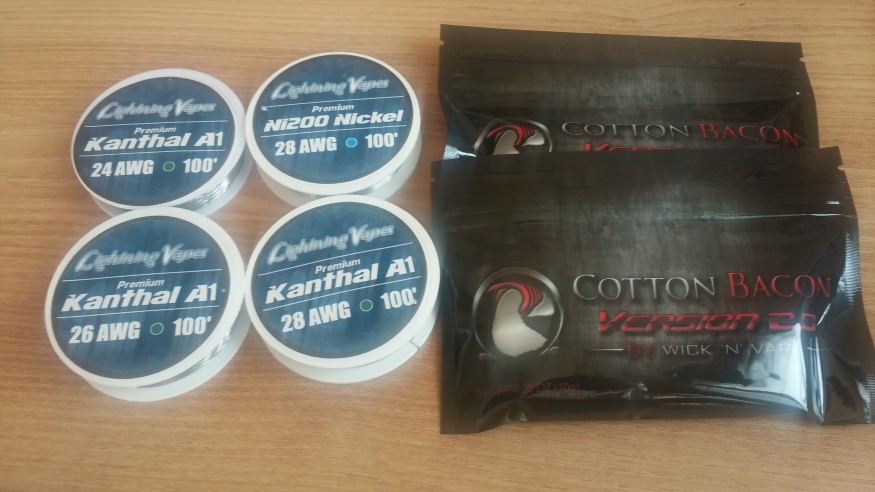 Lightning Vapes
Premium
Kanthal A1
24 AWG 100'
Lightning Vapes
Premium
Ni200 Nickel
28 AWG 100'
Lightning Vapes
Premium
Kanthal A1
26 AWG 100'
Lightning Vapes
Premium
Kanthal A1
28 AWG 100'
COTTON BACON
COTTON BACON
VERSION 2.0
BY WICK 'N' VAPE
OZ (10g)